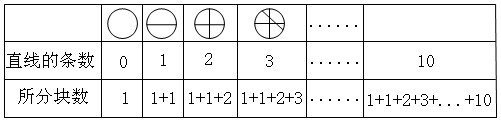 ......
直线的条数 0 1 2 3 ...... 10
所分块数 1 1+1 1+1+2 1+1+2+3 ...... 1+1+2+3+...+10